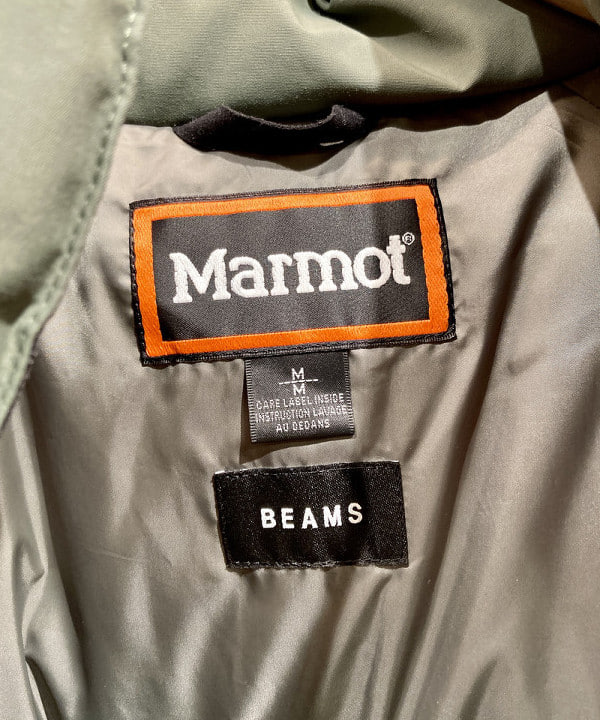 Marmot®
M
M
CARE LABEL INSIDE
INSTRUCTION LAVAGE
AU DEDANS
BEAMS